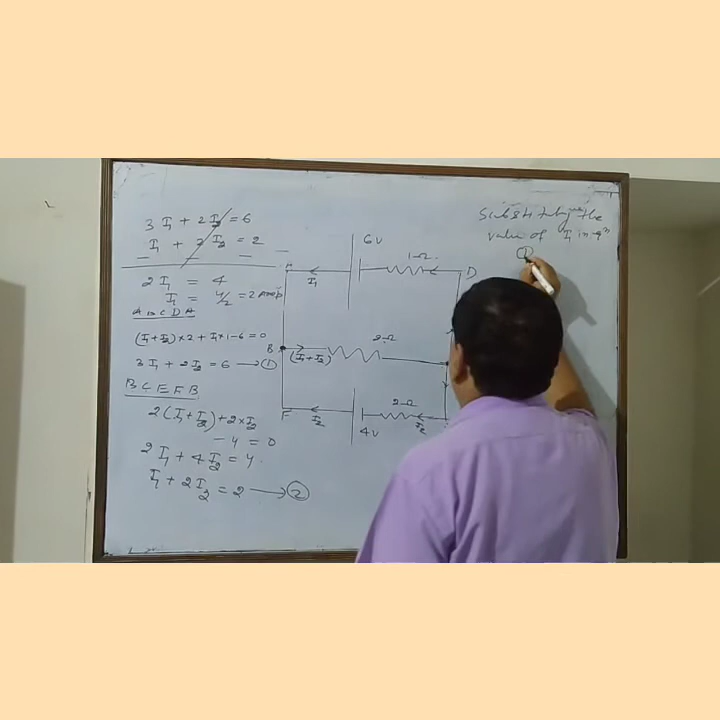 3I₁ + 2I₂ = 6
I₁ + 2I₂ = 2
2I₁ = 4
I₁ = 4/2 = 2 Amp
ABCDA
(I₁+I₂)×2 + I₁×1-6=0
3I₁ + 2I₂ = 6 → ①
BCEFB
2(I₁+I₂)+2×I₂
-4 = 0
2I₁ + 4I₂ = 4.
I₁ + 2I₂ = 2 → ②
6V
1Ω
D
I₁
B
(I₁+I₂)
2Ω
F
I₂
4V
2Ω
I₂
Substitute the
value of I₁ in eqⁿ
①